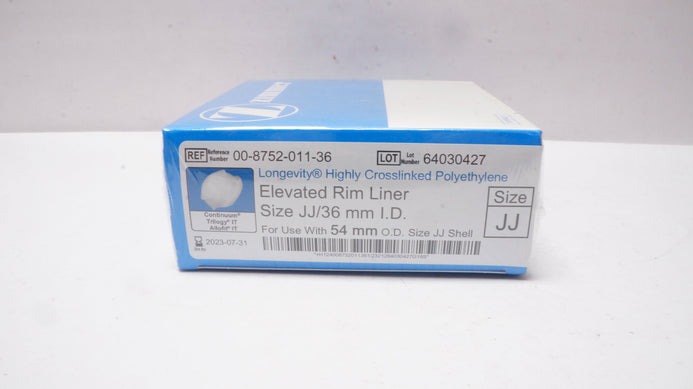 ZIMMER
REF Reference Number 00-8752-011-36 LOT Lot Number 64030427
Longevity® Highly Crosslinked Polyethylene
Elevated Rim Liner
Size JJ/36 mm I.D.
For Use With 54 mm O.D. Size JJ Shell
Size
JJ
Continuum®
Trilogy® IT
Allofit® IT
2023-07-31